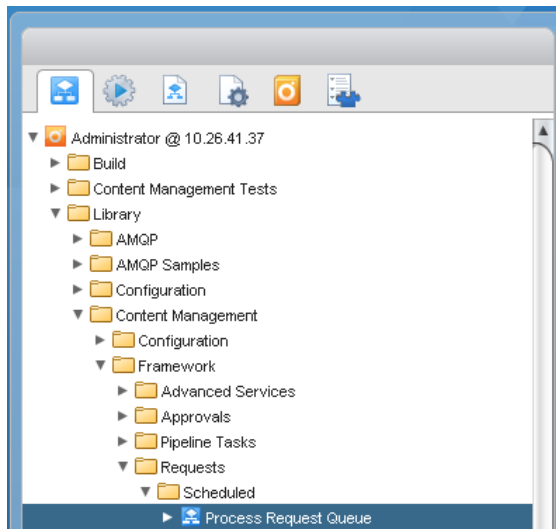 Administrator @ 10.26.41.37
Build
Content Management Tests
Library
AMQP
AMQP Samples
Configuration
Content Management
Configuration
Framework
Advanced Services
Approvals
Pipeline Tasks
Requests
Scheduled
Process Request Queue